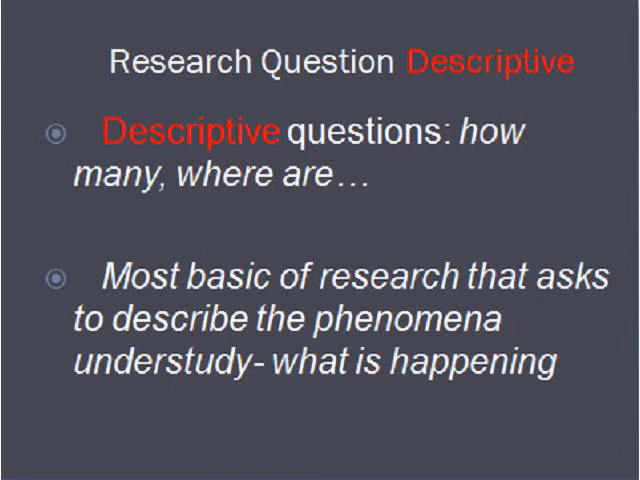 Research Question Descriptive
Descriptive questions: how
many, where are…
Most basic of research that asks
to describe the phenomena
understudy- what is happening